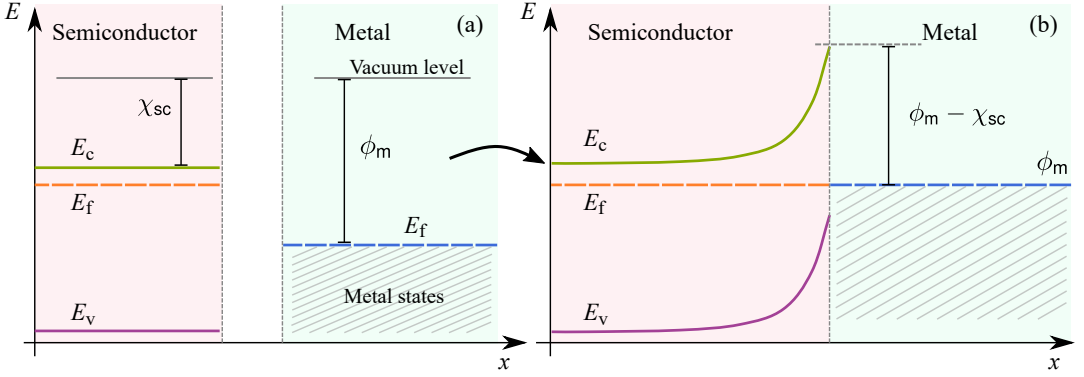 E
Semiconductor
Metal
(a)
Vacuum level
χsc
Ec
ϕm
Ef
Ef
Metal states
Ev
x
E
Semiconductor
Metal
(b)
ϕm − χsc
Ec
ϕm
Ef
Ev
x